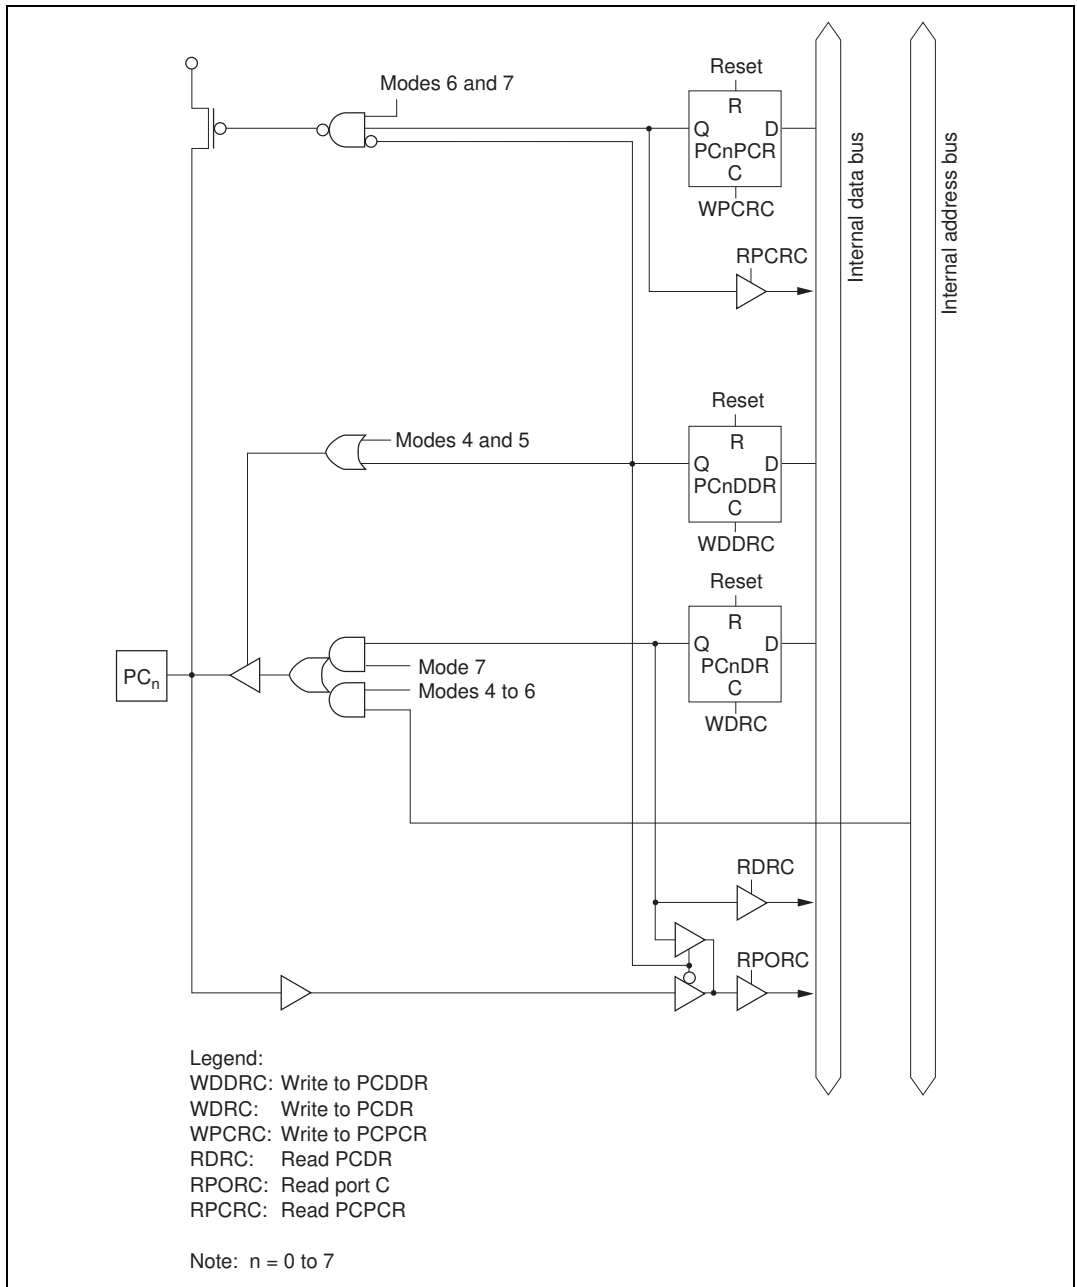 Reset
Modes 6 and 7
R
Q D
PCnPCR
C
WPCRC
Internal data bus
Internal address bus
RPCRC
Reset
Modes 4 and 5
R
Q D
PCnDDR
C
WDDRC
Reset
R
Q D
PCnDR
C
WDRC
PCn
Mode 7
Modes 4 to 6
RDRC
RPORC
Legend:
WDDRC: Write to PCDDR
WDRC: Write to PCDR
WPCRC: Write to PCPCR
RDRC: Read PCDR
RPORC: Read port C
RPCRC: Read PCPCR
Note: n = 0 to 7